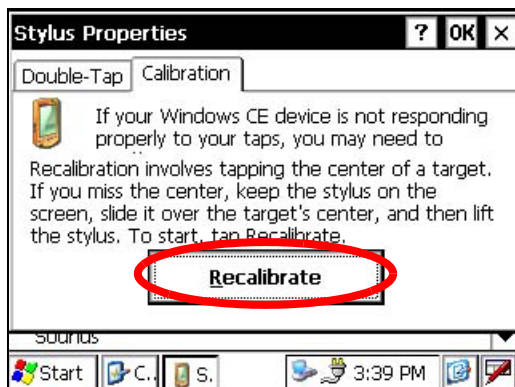 Stylus Properties ? OK ×
Double-Tap Calibration
If your Windows CE device is not responding
properly to your taps, you may need to
Recalibration involves tapping the center of a target.
If you miss the center, keep the stylus on the
screen, slide it over the target's center, and then lift
the stylus. To start, tap Recalibrate.
Recalibrate
Sounds
Start C.. S. 3:39 PM